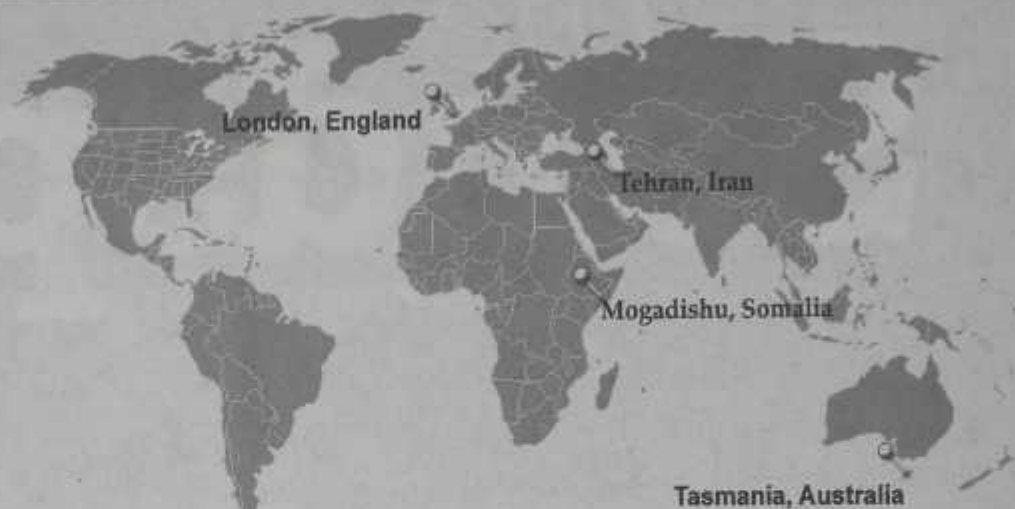 London, England
Tehran, Iran
Mogadishu, Somalia
Tasmania, Australia